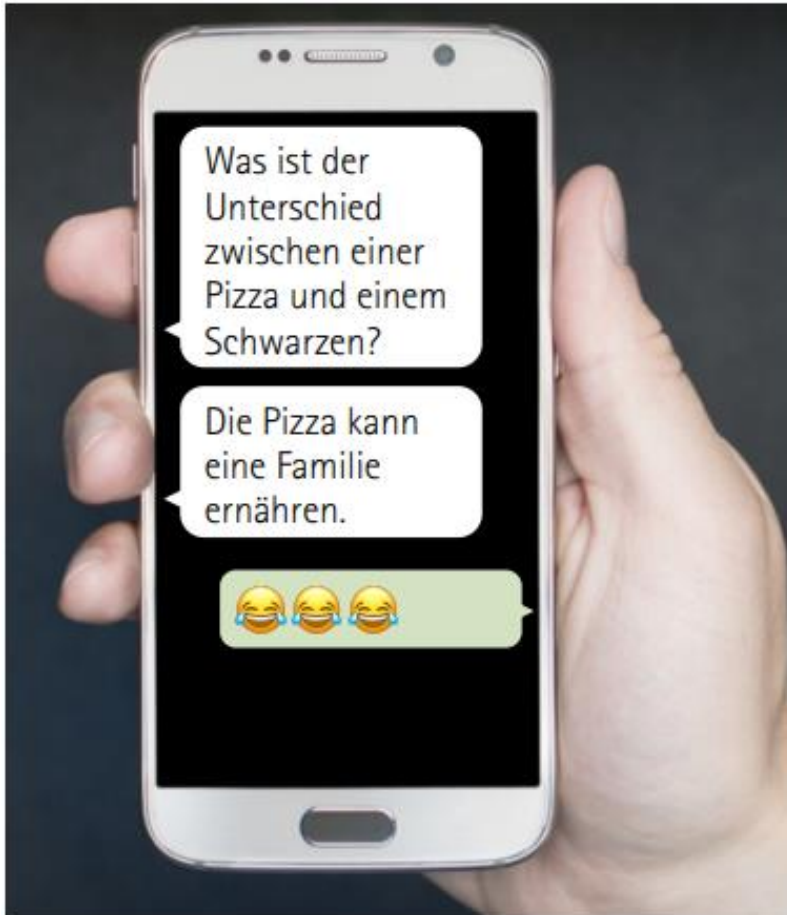 Was ist der
Unterschied
zwischen einer
Pizza und einem
Schwarzen?
Die Pizza kann
eine Familie
ernähren.
😂😂😂